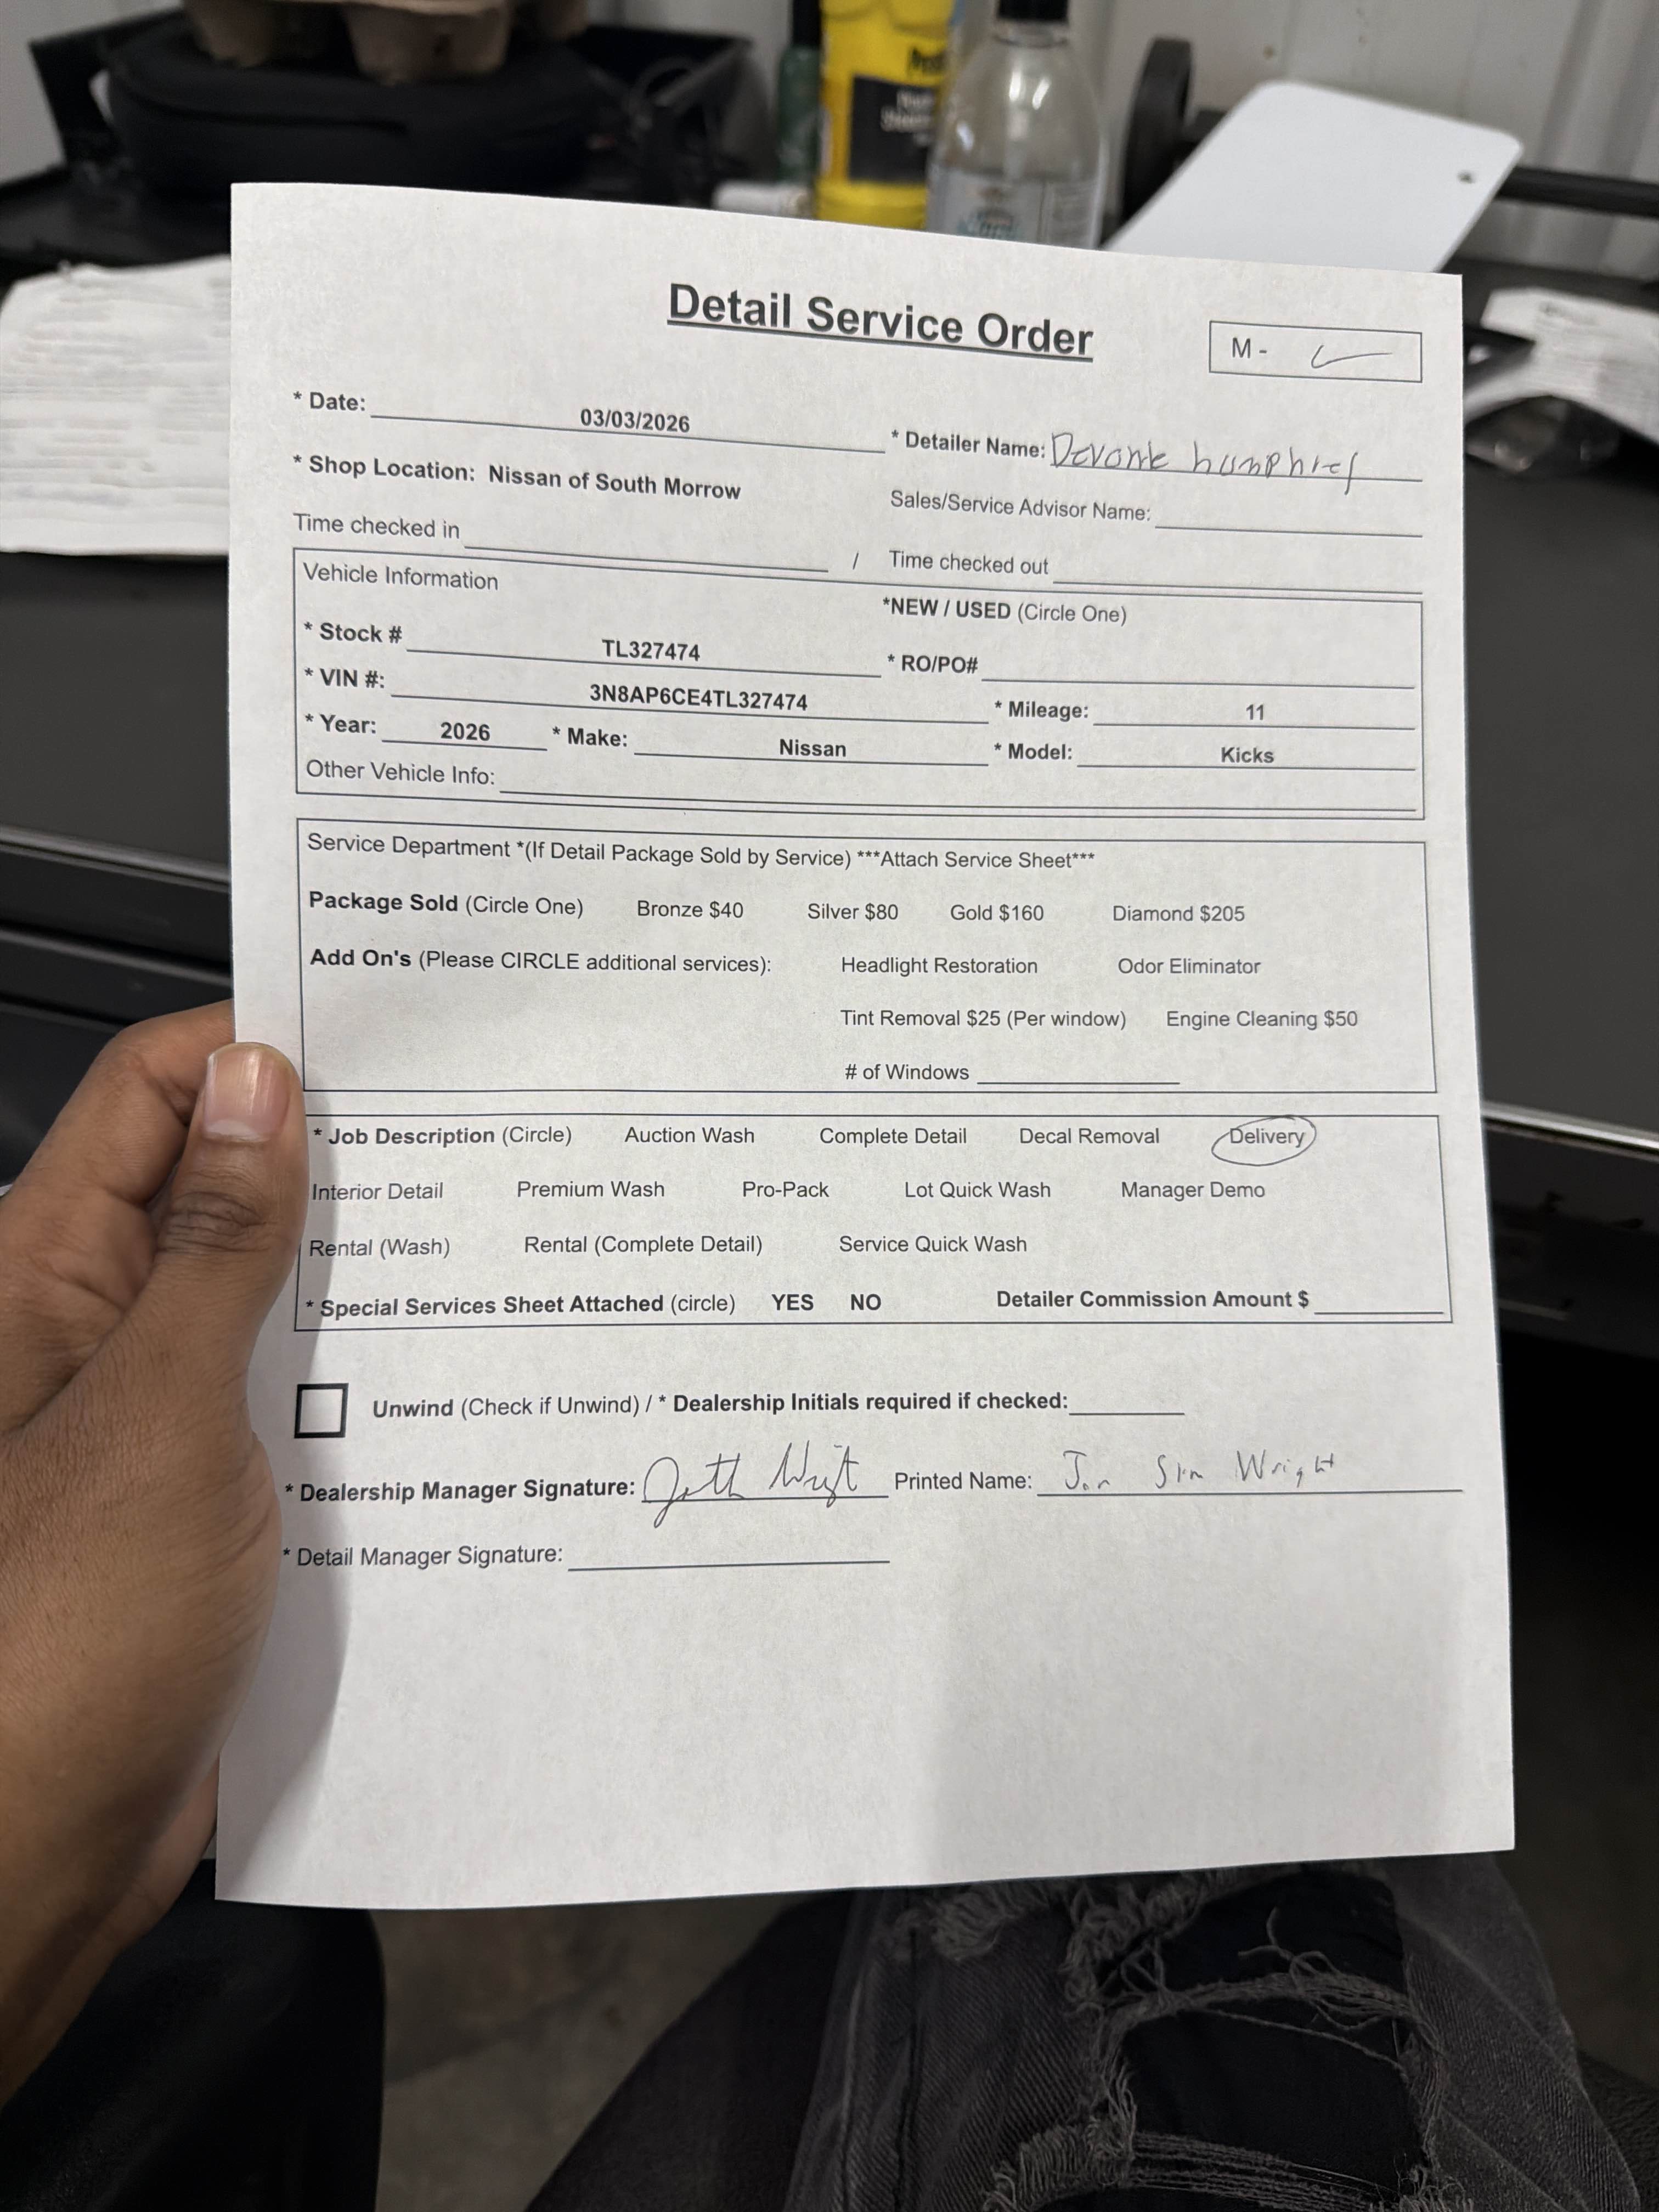 Detail Service Order
M -
* Date: 03/03/2026
* Detailer Name: Devonte humphref
* Shop Location: Nissan of South Morrow
Sales/Service Advisor Name:
Time checked in / Time checked out
Vehicle Information
*NEW / USED (Circle One)
* Stock # TL327474
* RO/PO#
* VIN #: 3N8AP6CE4TL327474
* Mileage: 11
* Year: 2026 * Make: Nissan * Model: Kicks
Other Vehicle Info:
Service Department *(If Detail Package Sold by Service) ***Attach Service Sheet***
Package Sold (Circle One) Bronze $40 Silver $80 Gold $160 Diamond $205
Add On's (Please CIRCLE additional services): Headlight Restoration Odor Eliminator
Tint Removal $25 (Per window) Engine Cleaning $50
# of Windows
* Job Description (Circle) Auction Wash Complete Detail Decal Removal Delivery
Interior Detail Premium Wash Pro-Pack Lot Quick Wash Manager Demo
Rental (Wash) Rental (Complete Detail) Service Quick Wash
* Special Services Sheet Attached (circle) YES NO Detailer Commission Amount $
Unwind (Check if Unwind) / * Dealership Initials required if checked:
* Dealership Manager Signature: Printed Name: Wright
* Detail Manager Signature: